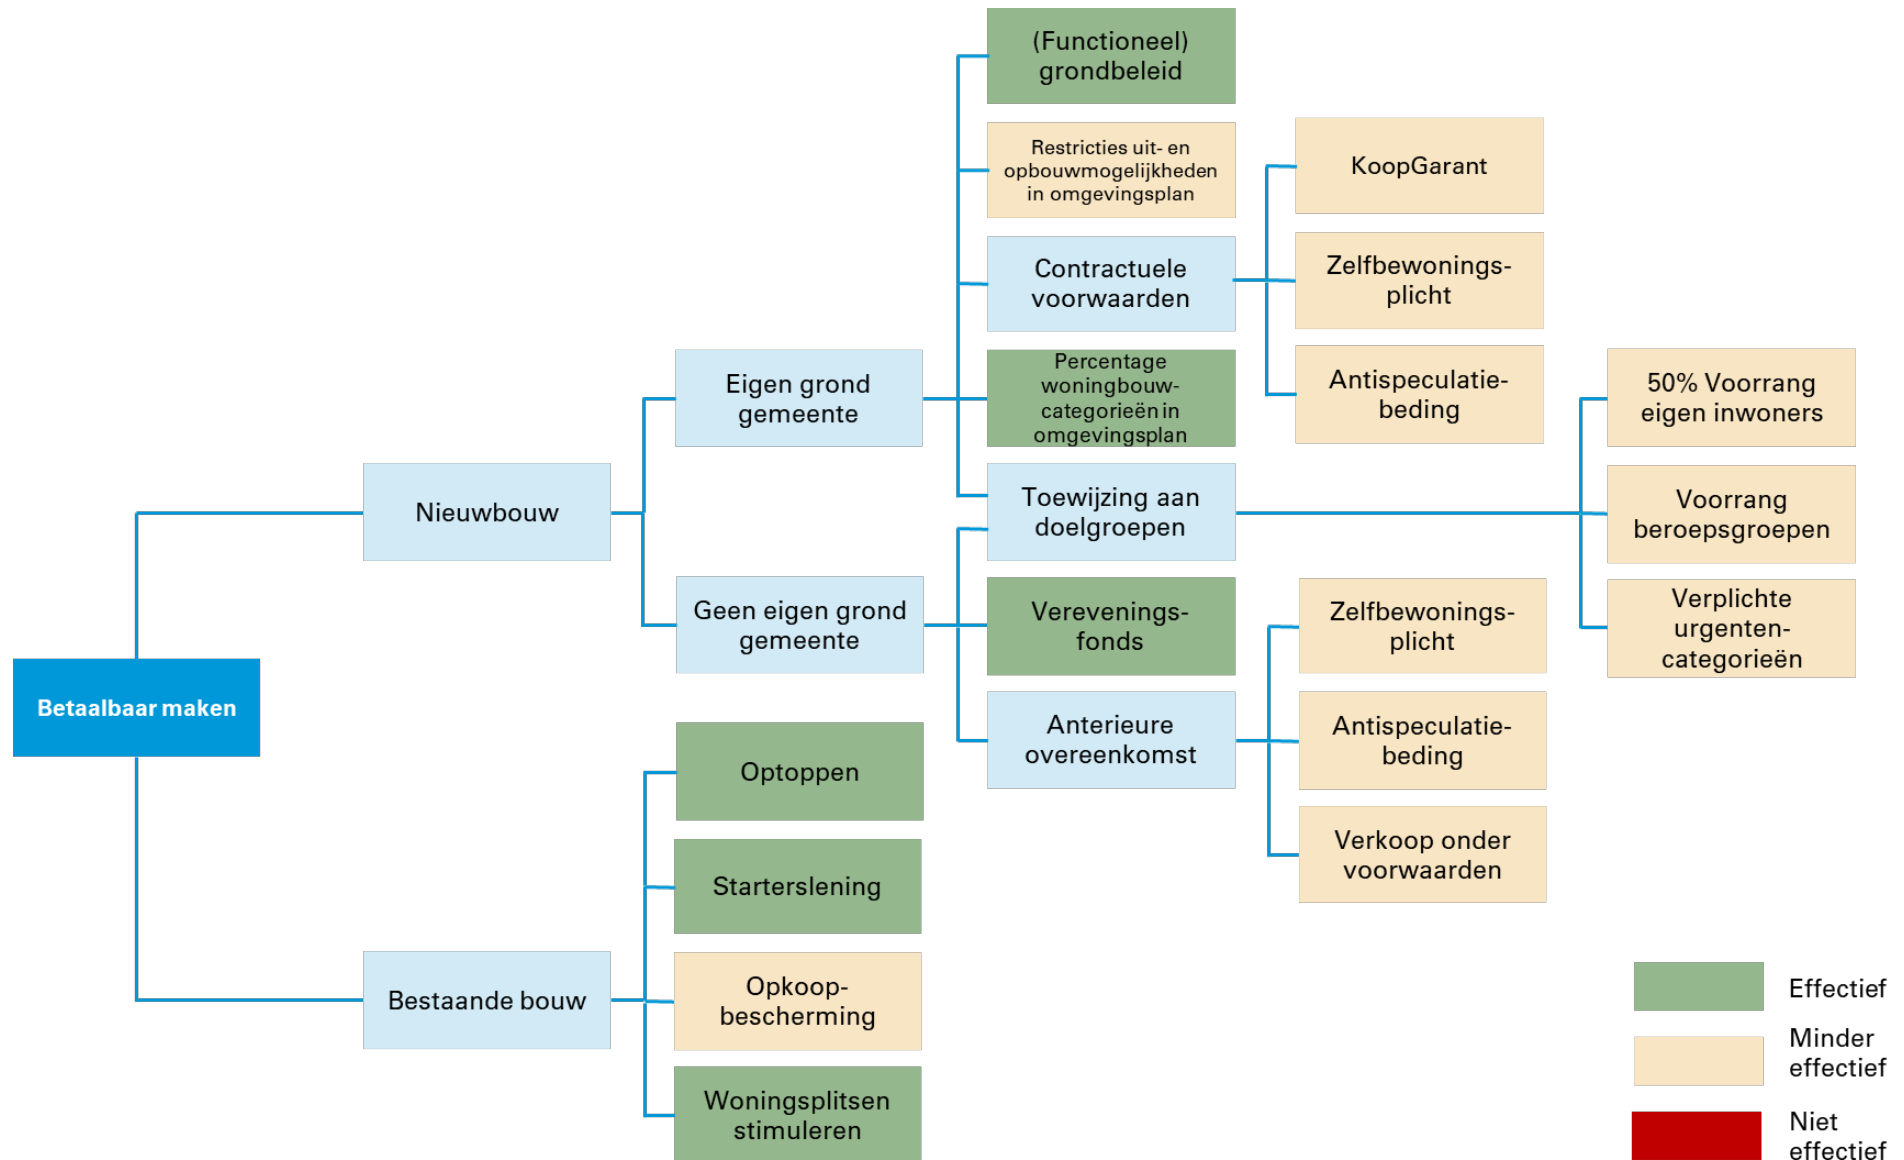 (Functioneel)
grondbeleid
Restricties uit- en
opbouwmogelijkheden
in omgevingsplan
KoopGarant
Contractuele
voorwaarden
Zelfbewonings-
plicht
Eigen grond
gemeente
Percentage
woningbouw-
categorieën in
omgevingsplan
Antispeculatie-
beding
50% Voorrang
eigen inwoners
Nieuwbouw
Toewijzing aan
doelgroepen
Voorrang
beroepsgroepen
Geen eigen grond
gemeente
Verevenings-
fonds
Zelfbewonings-
plicht
Verplichte
urgenten-
categorieën
Betaalbaar maken
Anterieure
overeenkomst
Antispeculatie-
beding
Optoppen
Verkoop onder
voorwaarden
Starterslening
Bestaande bouw
Opkoop-
bescherming
Woningsplitsen
stimuleren
Effectief
Minder
effectief
Niet
effectief